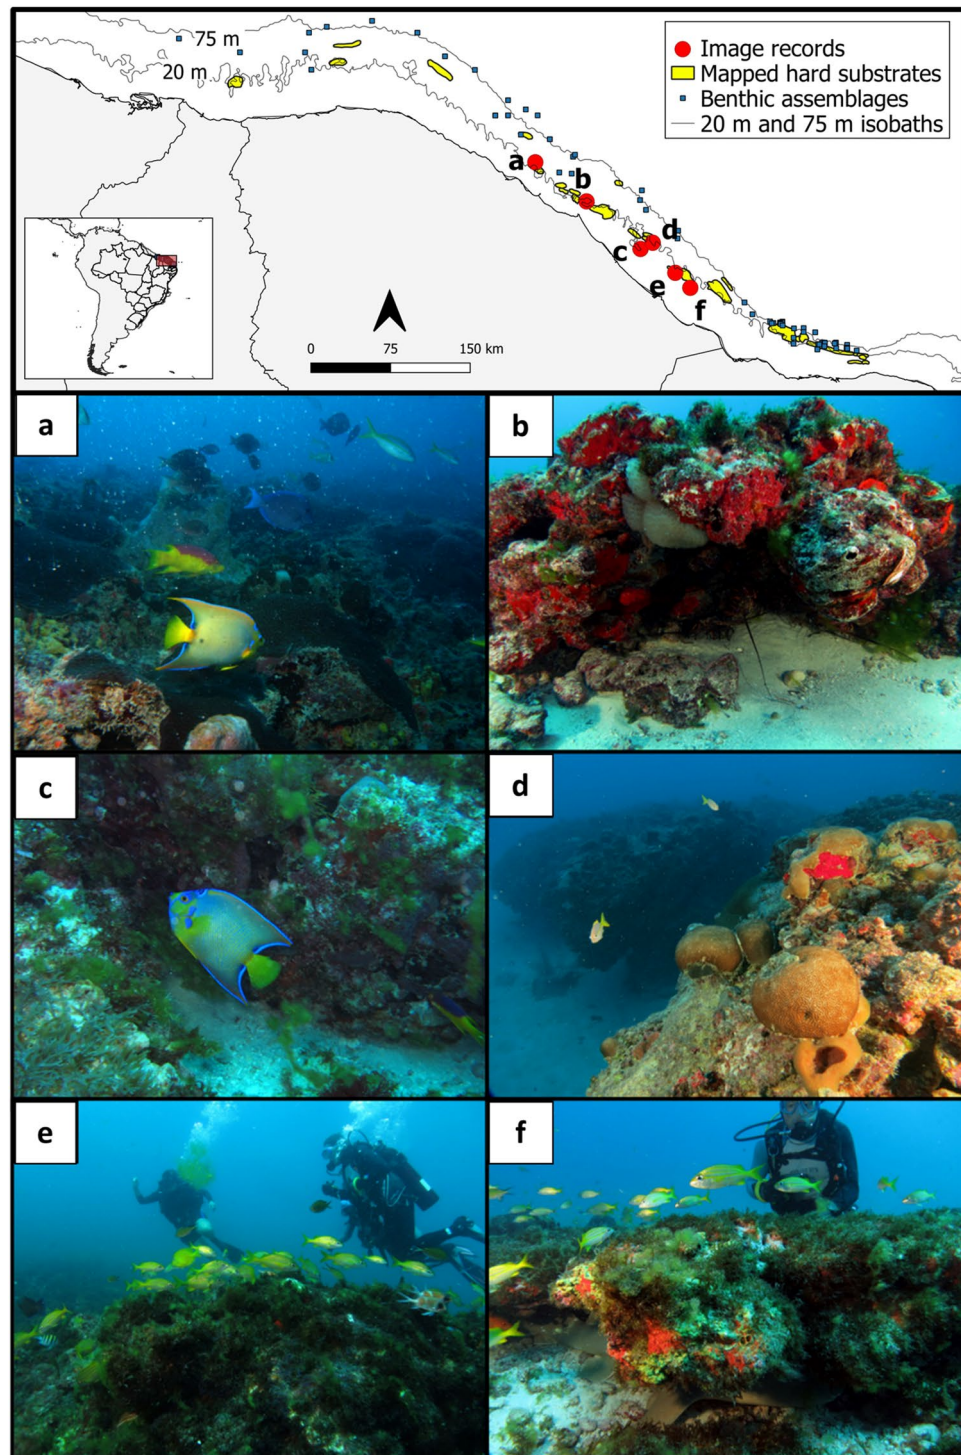 75 m
20 m
Image records
Mapped hard substrates
Benthic assemblages
20 m and 75 m isobaths
a
b
d
c
e
f
0 75 150 km
a
b
c
d
e
f